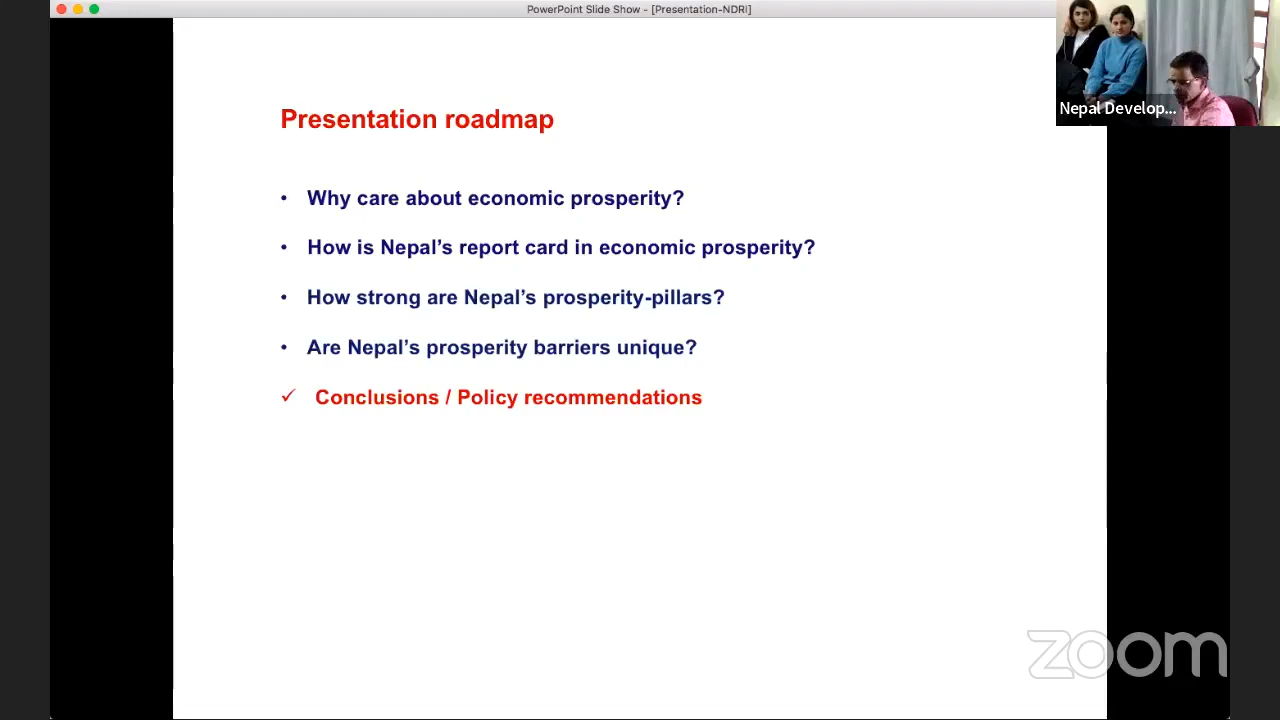 PowerPoint Slide Show - [Presentation-NDRI]
Nepal Develop...
Presentation roadmap
• Why care about economic prosperity?
• How is Nepal’s report card in economic prosperity?
• How strong are Nepal’s prosperity-pillars?
• Are Nepal’s prosperity barriers unique?
✓ Conclusions / Policy recommendations
zoom